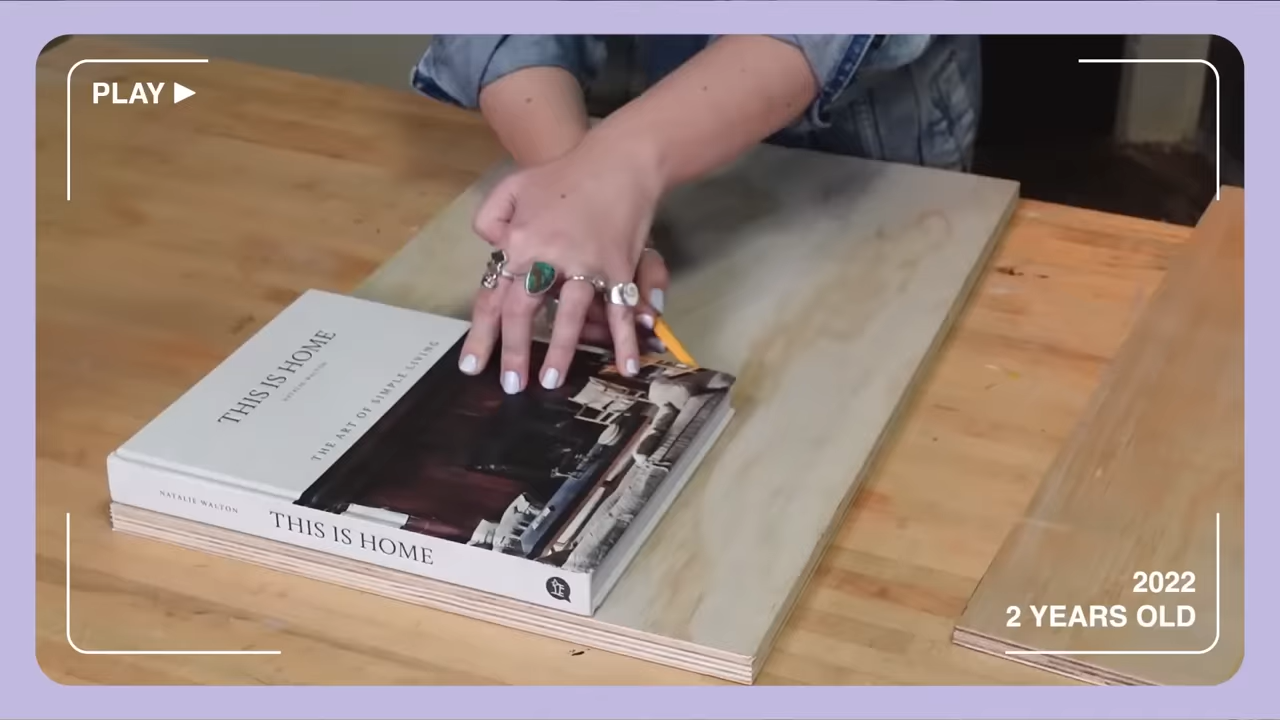 PLAY
THIS IS HOME
NATALIE WALTON
THE ART OF SIMPLE LIVING
NATALIE WALTON
THIS IS HOME
2022
2 YEARS OLD